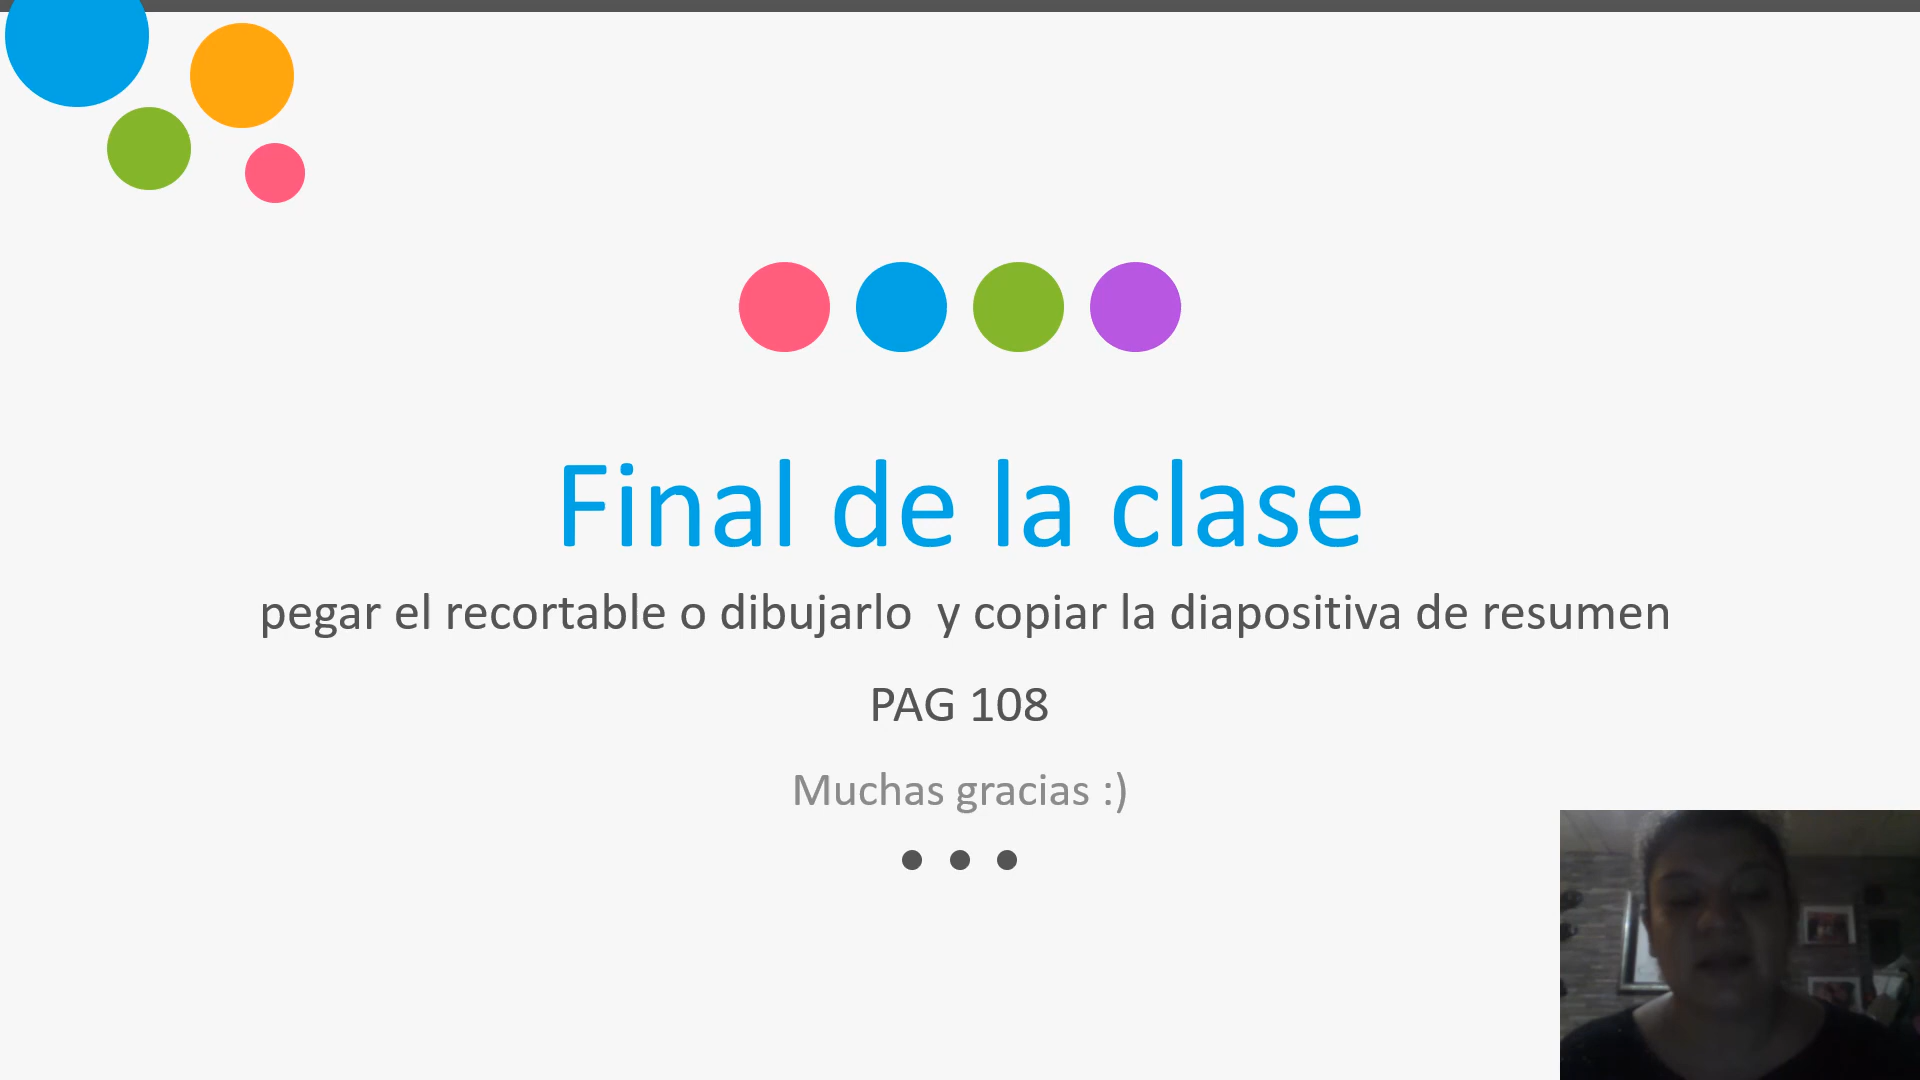 Final de la clase
pegar el recortable o dibujarlo  y copiar la diapositiva de resumen
PAG 108
Muchas gracias :)